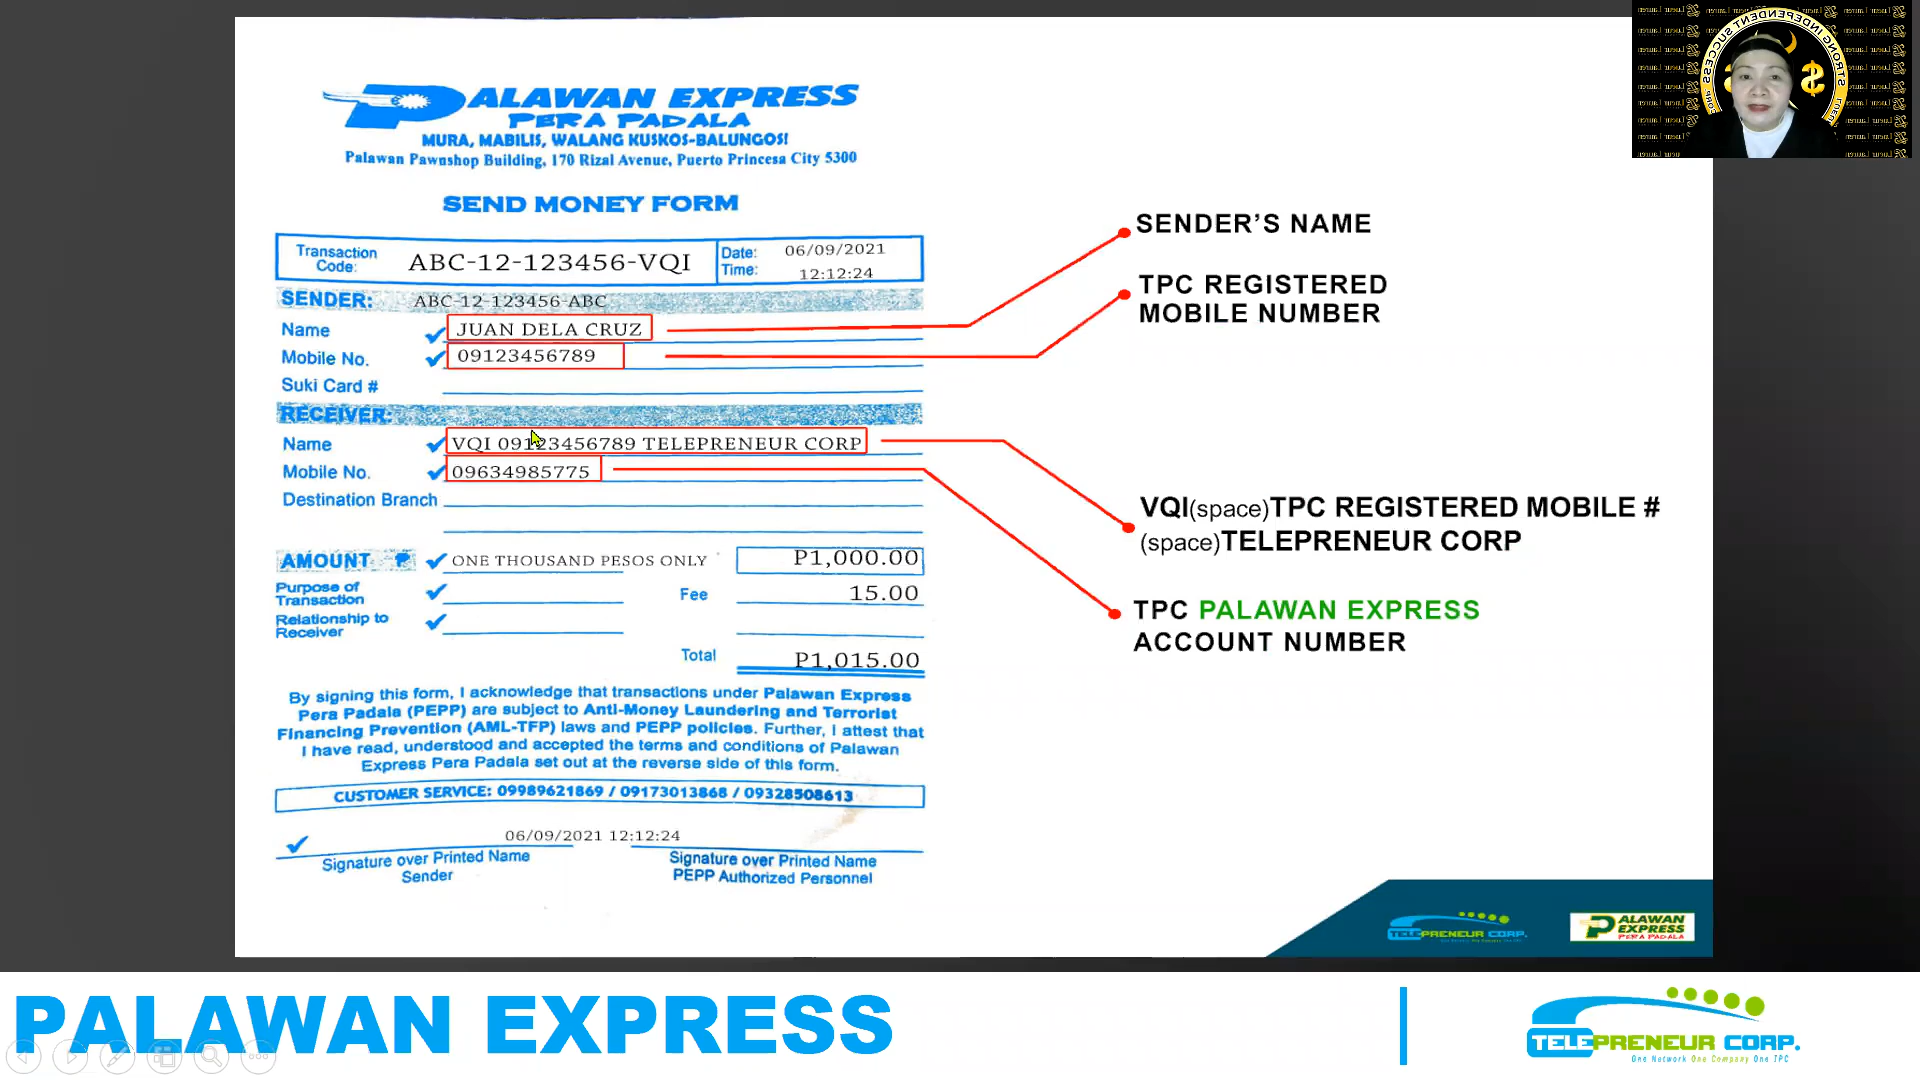 PALAWAN EXPRESS
PERA PADALA
MURA, MABILIS, WALANG KUSKOS-BALUNGOS!
Palawan Pawnshop Building, 170 Rizal Avenue, Puerto Princesa City 5300
SEND MONEY FORM
Transaction Code: ABC-12-123456-VQI
Date: 06/09/2021
Time: 12:12:24
SENDER: ABC-12-123456-ABC
Name JUAN DELA CRUZ
Mobile No. 09123456789
Suki Card #
RECEIVER:
Name VQI 09123456789 TELEPRENEUR CORP
Mobile No. 09634985775
Destination Branch
AMOUNT P ONE THOUSAND PESOS ONLY P1,000.00
Purpose of Transaction
Fee 15.00
Relationship to Receiver
Total P1,015.00
By signing this form, I acknowledge that transactions under Palawan Express
Pera Padala (PEPP) are subject to Anti-Money Laundering and Terrorist
Financing Prevention (AML-TFP) laws and PEPP policies. Further, I attest that
I have read, understood and accepted the terms and conditions of Palawan
Express Pera Padala set out at the reverse side of this form.
CUSTOMER SERVICE: 09989621869 / 09173013868 / 09328508613
06/09/2021 12:12:24
Signature over Printed Name
Sender
Signature over Printed Name
PEPP Authorized Personnel
SENDER'S NAME
TPC REGISTERED
MOBILE NUMBER
VQI(space)TPC REGISTERED MOBILE #
(space)TELEPRENEUR CORP
TPC PALAWAN EXPRESS
ACCOUNT NUMBER
TELEPRENEUR CORP.
PALAWAN
EXPRESS
PERA PADALA
STRONG INDEPENDENT SUCCESS
PALAWAN EXPRESS
TELEPRENEUR CORP.
One Network One Company One TPC